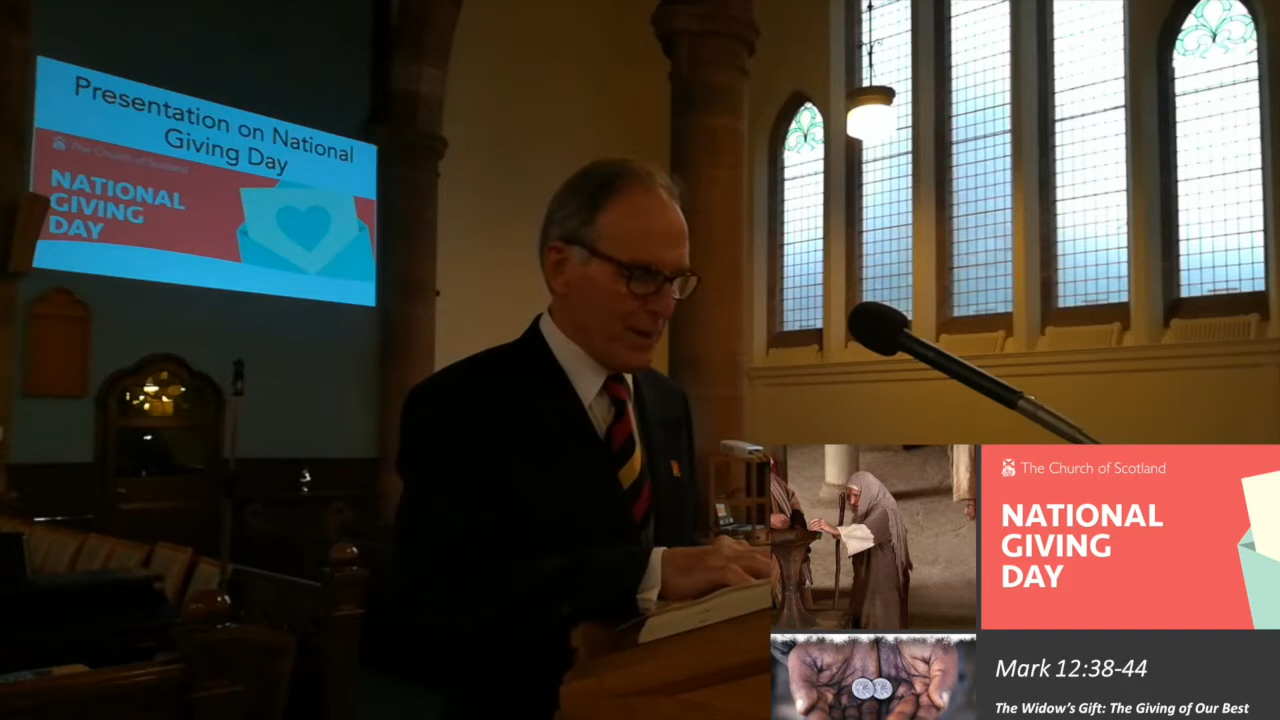 Presentation on National
Giving Day
The Church of Scotland
NATIONAL
GIVING
DAY
The Church of Scotland
NATIONAL
GIVING
DAY
Mark 12:38-44
The Widow's Gift: The Giving of Our Best